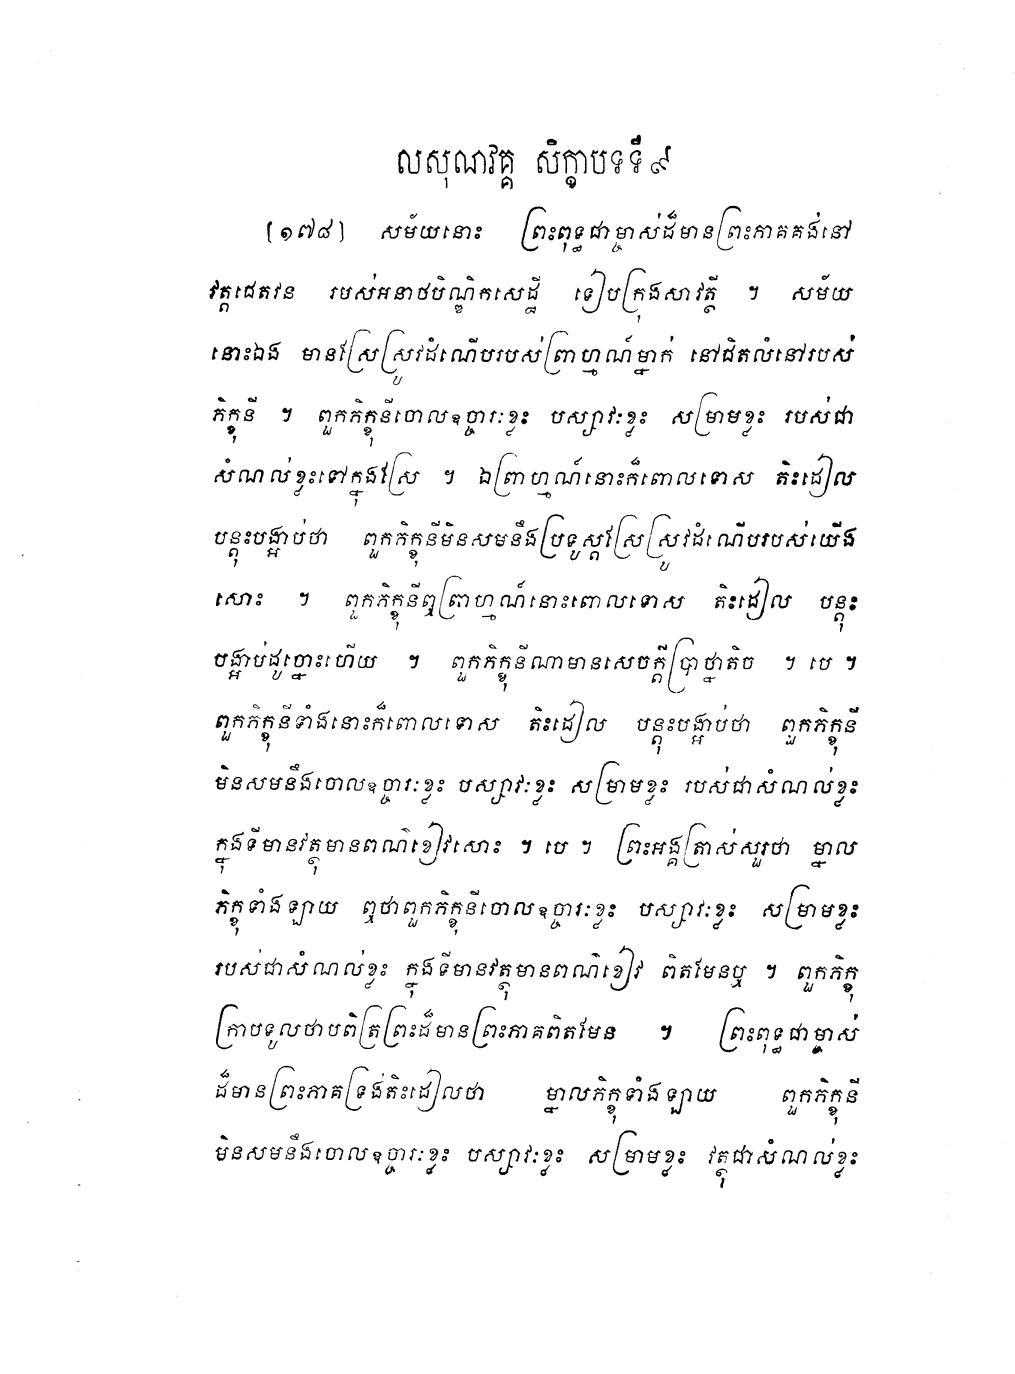 លសុណវគ្គ សិក្ខាបទទី៩
[១៧៨] សម័យនោះ ព្រះពុទ្ធជាម្ចាស់ដ៏មានព្រះភាគគង់នៅ
វត្តជេតវន របស់អនាថបិណ្ឌិកសេដ្ឋី ទៀបក្រុងសាវត្ថី ។ សម័យ
នោះឯង មានស្រែស្រូវដំណើបរបស់ព្រាហ្មណ៍ម្នាក់ នៅជិតលំនៅរបស់
ភិក្ខុនី ។ ពួកភិក្ខុនីចោលឧច្ចារៈខ្លះ បស្សាវៈខ្លះ សម្រាមខ្លះ របស់ជា
សំណល់ខ្លះទៅក្នុងស្រែ ។ ឯព្រាហ្មណ៍នោះក៏ពោលទោស តិះដៀល
បន្តុះបង្អាប់ថា ពួកភិក្ខុនីមិនសមនឹងប្រទូស្តស្រែស្រូវដំណើបរបស់យើង
សោះ ។ ពួកភិក្ខុនីឮព្រាហ្មណ៍នោះពោលទោស តិះដៀល បន្តុះ
បង្អាប់ដូច្នោះហើយ ។ ពួកភិក្ខុនីណាមានសេចក្តីប្រាថ្នាតិច ។ បេ ។
ពួកភិក្ខុនីទាំងនោះក៏ពោលទោស តិះដៀល បន្តុះបង្អាប់ថា ពួកភិក្ខុនី
មិនសមនឹងចោលឧច្ចារៈខ្លះ បស្សាវៈខ្លះ សម្រាមខ្លះ របស់ជាសំណល់ខ្លះ
ក្នុងទីមានវត្ថុមានពណ៌ខៀវសោះ ។ បេ ។ ព្រះអង្គត្រាស់សួរថា ម្នាល
ភិក្ខុទាំងឡាយ ឮថាពួកភិក្ខុនីចោលឧច្ចារៈខ្លះ បស្សាវៈខ្លះ សម្រាមខ្លះ
របស់ជាសំណល់ខ្លះ ក្នុងទីមានវត្ថុមានពណ៌ខៀវ ពិតមែនឬ ។ ពួកភិក្ខុ
ក្រាបទូលថាបពិត្រព្រះដ៏មានព្រះភាគពិតមែន ។ ព្រះពុទ្ធជាម្ចាស់
ដ៏មានព្រះភាគទ្រង់តិះដៀលថា ម្នាលភិក្ខុទាំងឡាយ ពួកភិក្ខុនី
មិនសមនឹងចោលឧច្ចារៈខ្លះ បស្សាវៈខ្លះ សម្រាមខ្លះ វត្ថុជាសំណល់ខ្លះ